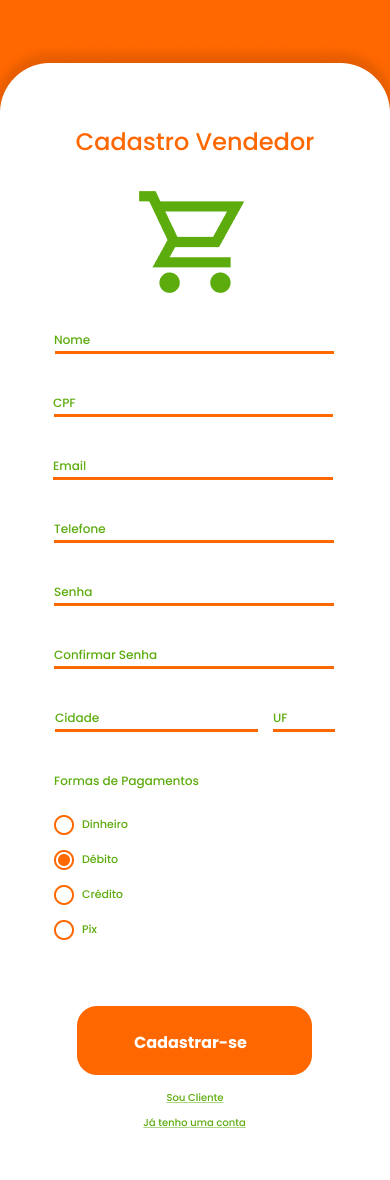 Cadastro Vendedor
Nome
CPF
Email
Telefone
Senha
Confirmar Senha
Cidade UF
Formas de Pagamentos
Dinheiro
Débito
Crédito
Pix
Cadastrar-se
Sou Cliente
Já tenho uma conta